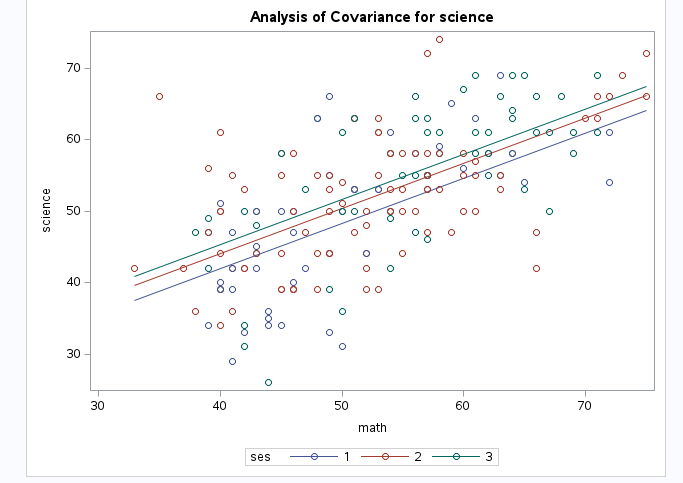 Analysis of Covariance for science
70
60
50
40
30
science
30 40 50 60 70
math
ses 1 2 3